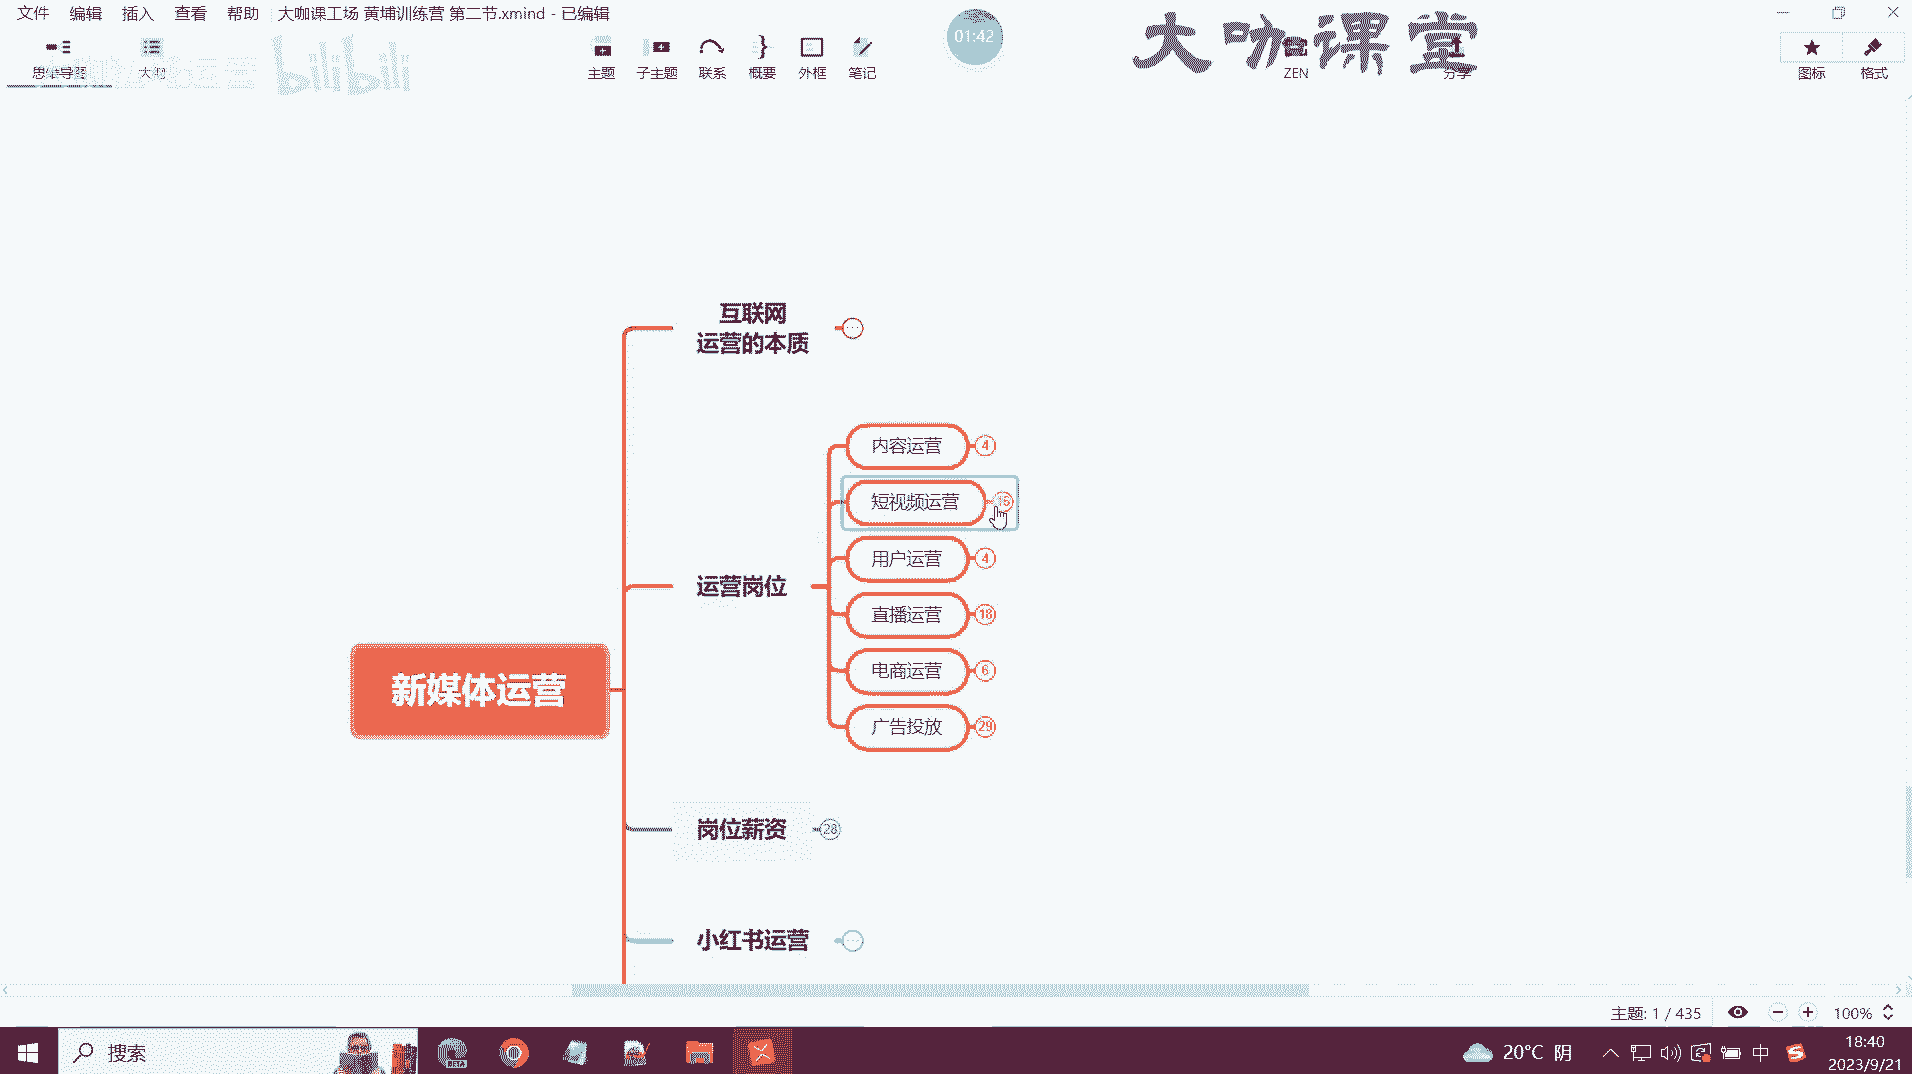 文件 编辑 插入 查看 帮助 大咖课工场 黄埔训练营 第二节.xmind - 已编辑
思维导图
大纲
bilibili
主题 子主题 联系 概要 外框 笔记
01:42
大咖课堂
ZEN
分享
图标 格式
互联网
运营的本质
内容运营 4
短视频运营 15
用户运营 4
运营岗位
直播运营 18
电商运营 6
广告投放 29
新媒体运营
岗位薪资 28
小红书运营
主题: 1 / 435
100%
搜索
BETA
20°C 阴
中
18:40
2023/9/21